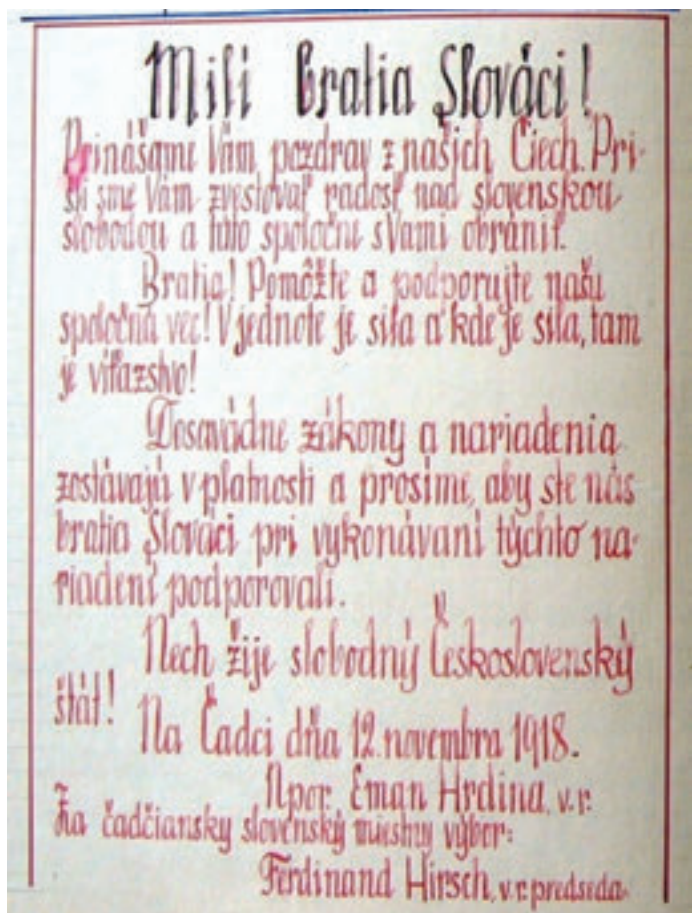 Milí bratia Slováci!
Prinášame Vám pozdrav z našich Čiech. Pri-
šli sme Vám zvestovať radosť nad slovenskou
slobodou a túto spoločne s Vami obrániť.
Bratia! Pomôžte a podporujte našu
spoločnú vec! V jednote je sila a kde je sila, tam
je víťazstvo!
Dosavádne zákony a nariadenia
zostávajú v platnosti a prosíme, aby ste nás
bratia Slováci pri vykonávaní týchto na-
riadení podporovali.
Nech žije slobodný Československý
štát!
Na Čadci dňa 12. novembra 1918.
Npor. Eman Hrdina, v.r.
Za čadčiansky slovenský miestny výbor:
Ferdinand Hirsch, v.r. predseda.